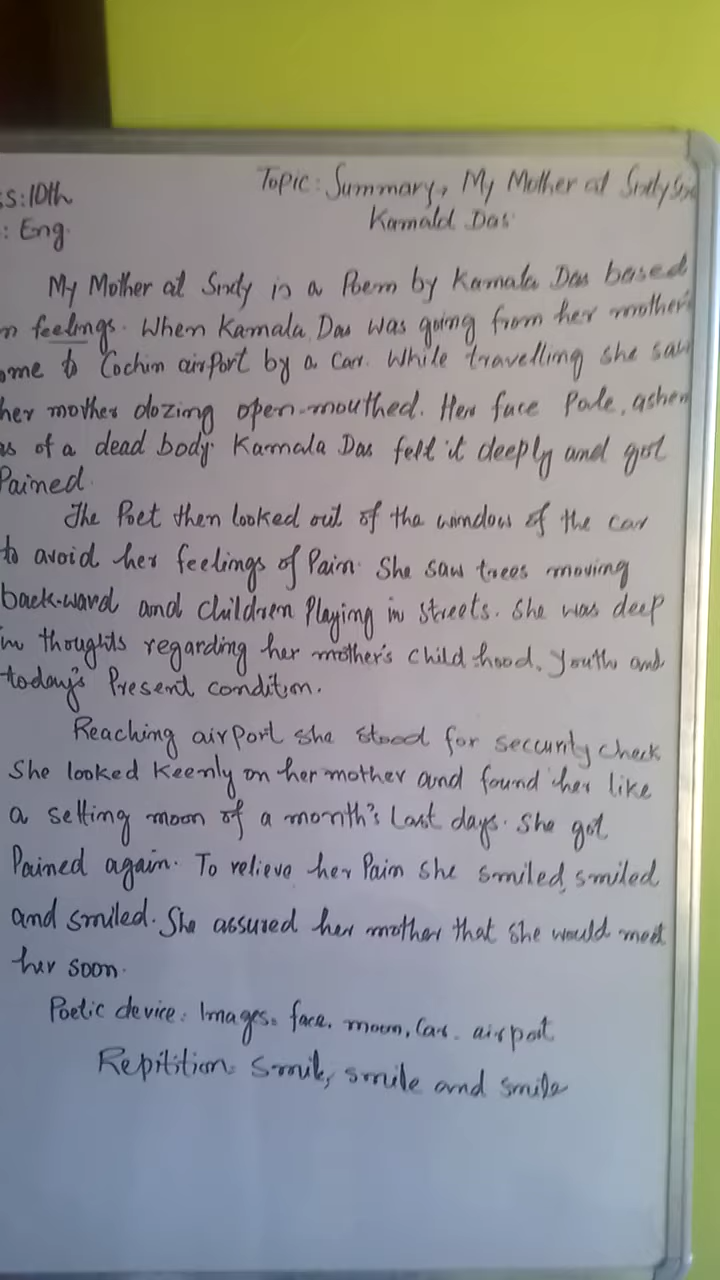 s: 10th Topic: Summary, My Mother at Sixty Six
: Eng. Kamald Das
My Mother at Sixty is a Poem by Kamala Das based
n feelings. When Kamala Das was going from her mother's
ome to Cochin airport by a car. While travelling she saw
her mother dozing open-mouthed. Her face Pale, ashen
as of a dead body. Kamala Das felt it deeply and got
Pained.
The Poet then looked out of the window of the car
to avoid her feelings of Pain. She saw trees moving
back-ward and children Playing in streets. She was deep
in thoughts regarding her mother's child hood, youth and
today's Present condition.
Reaching airport she stood for security check
She looked keenly on her mother and found her like
a setting moon of a month's last days. She got
Pained again. To relieve her Pain she smiled, smiled
and smiled. She assured her mother that she would meet
her soon.
Poetic device: Images. face, moon, Car. airport
Repitition. Smile, smile and smile